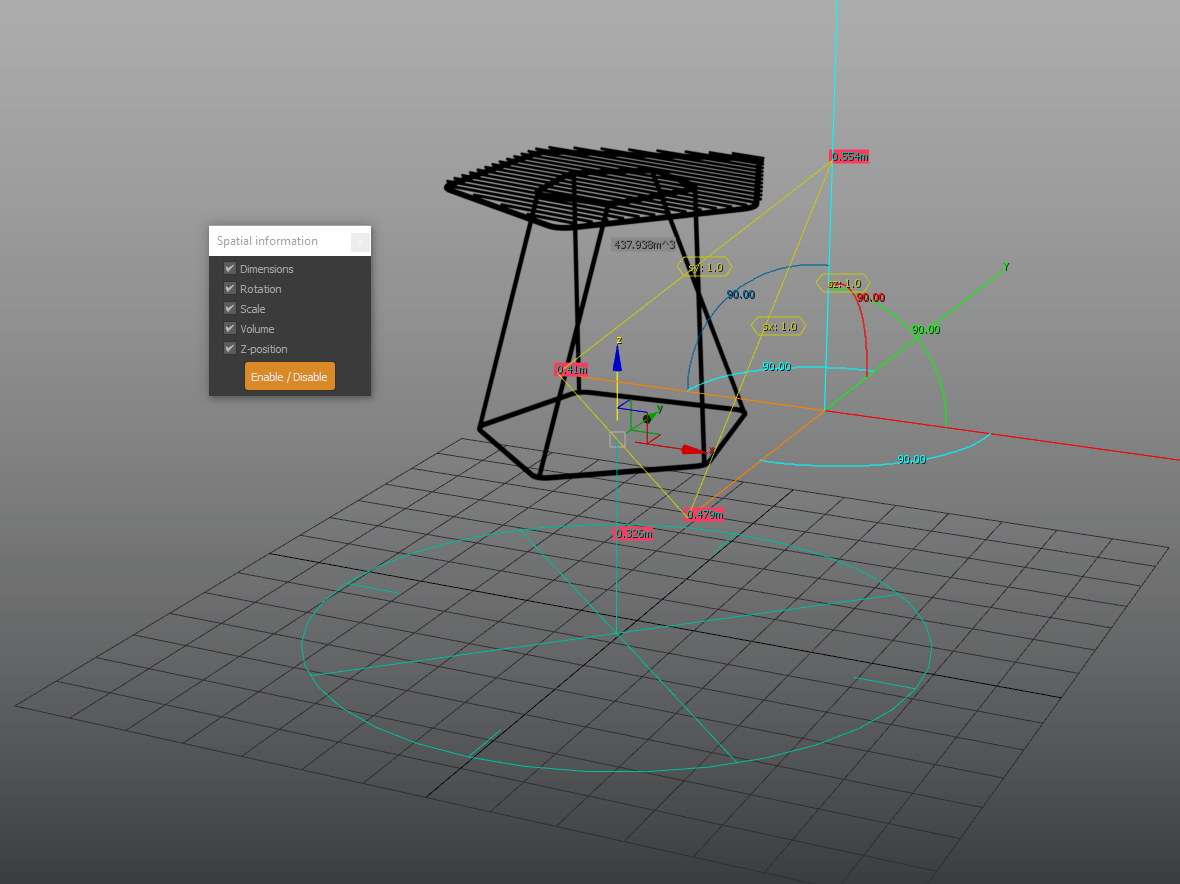 0.554m
Spatial information
Dimensions
Rotation
Scale
Volume
Z-position
Enable / Disable
437.938m^3
sy: 1.0
Y
90.00
sz: 1.0
90.00
90.00
sx: 1.0
z
90.00
0.41m
y
x
90.00
0.479m
0.326m